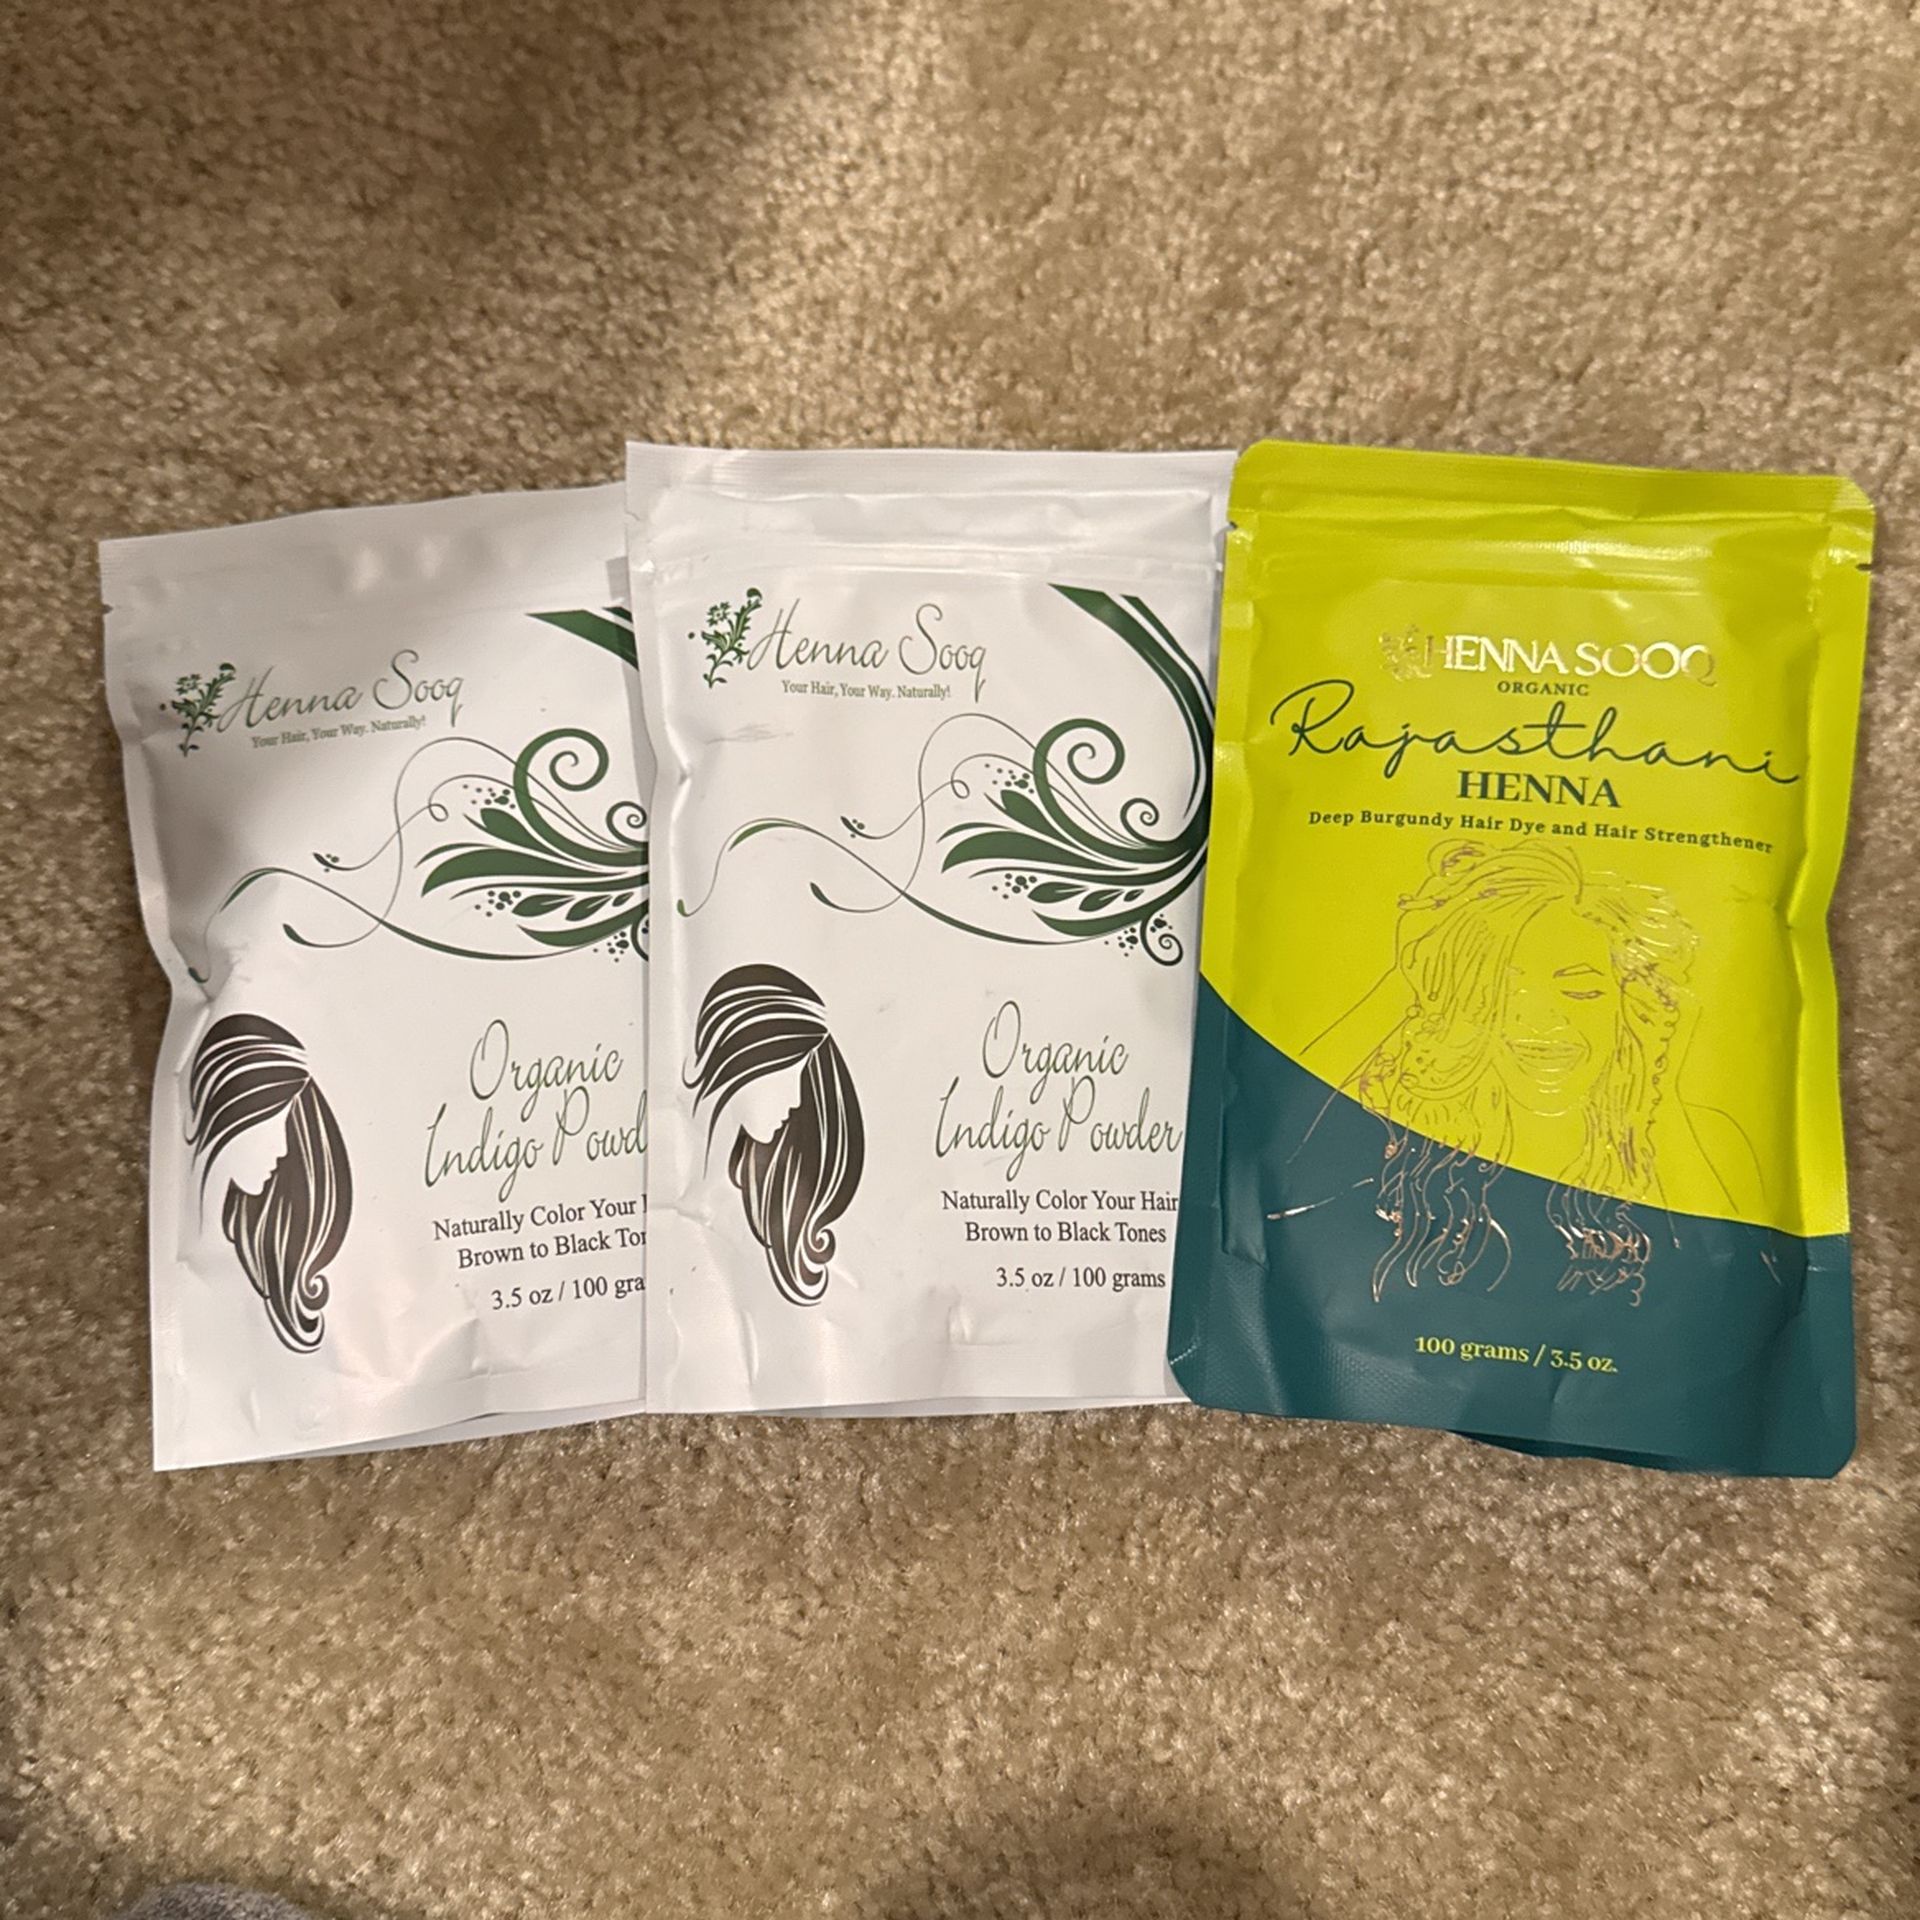 Henna Sooq
Your Hair, Your Way. Naturally!
Organic
Indigo Powd
Naturally Color Your
Brown to Black To
3.5 oz / 100 gra
Henna Sooq
Your Hair, Your Way. Naturally!
Organic
Indigo Powder
Naturally Color Your Hair
Brown to Black Tones
3.5 oz / 100 grams
HENNA SOOQ
ORGANIC
Rajasthani
HENNA
Deep Burgundy Hair Dye and Hair Strengthener
100 grams / 3.5 oz.